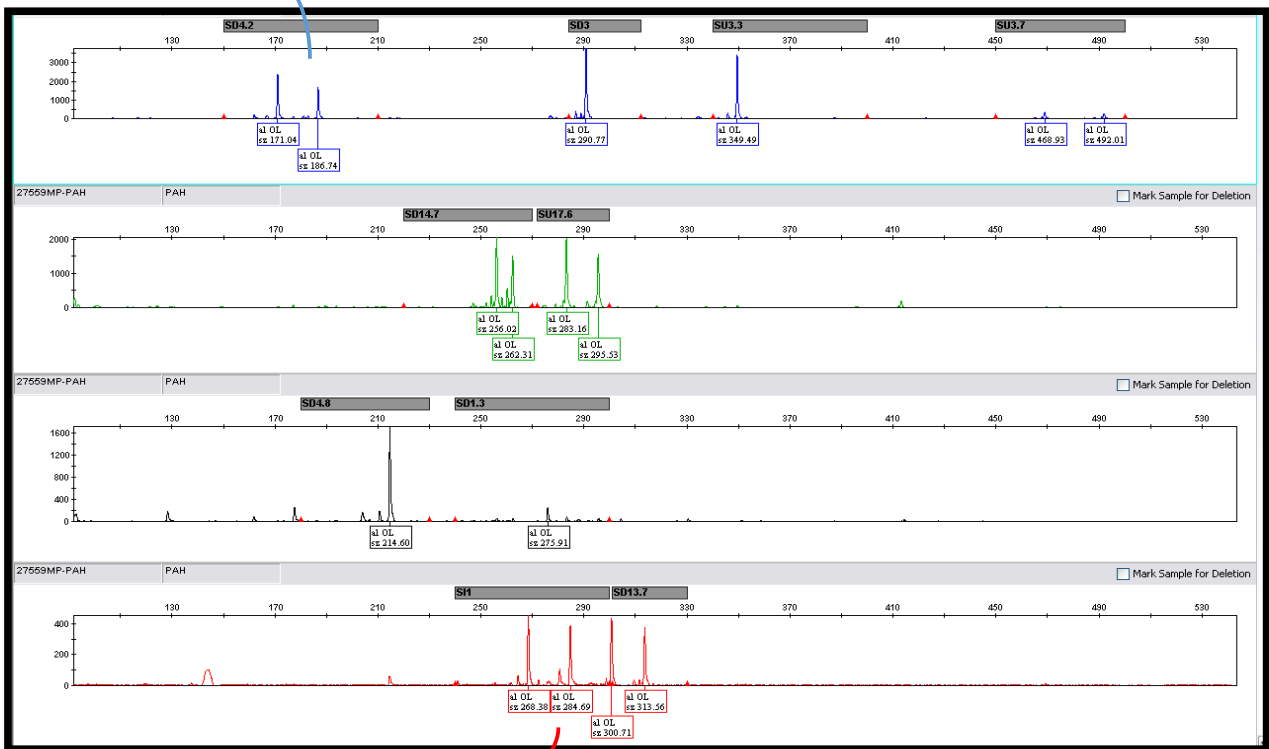 SD4.2 SD3 SU3.3 SU3.7
130 170 210 250 290 330 370 410 450 490 530
3000
2000
1000
al OL
sz 171.04
al OL
sz 186.74
al OL
sz 290.77
al OL
sz 349.49
al OL
sz 468.93
al OL
sz 492.01
27559MP-PAH PAH Mark Sample for Deletion
SD14.7 SU17.6
130 170 210 250 290 330 370 410 450 490 530
2000
1000
0
al OL
sz 256.02
al OL
sz 262.31
al OL
sz 283.16
al OL
sz 295.53
27559MP-PAH PAH Mark Sample for Deletion
SD4.8 SD1.3
130 170 210 250 290 330 370 410 450 490 530
1600
1200
800
400
0
al OL
sz 214.60
al OL
sz 275.91
27559MP-PAH PAH Mark Sample for Deletion
SI1 SD13.7
130 170 210 250 290 330 370 410 450 490 530
400
200
0
al OL
sz 268.38
al OL
sz 284.69
al OL
sz 300.71
al OL
sz 313.56